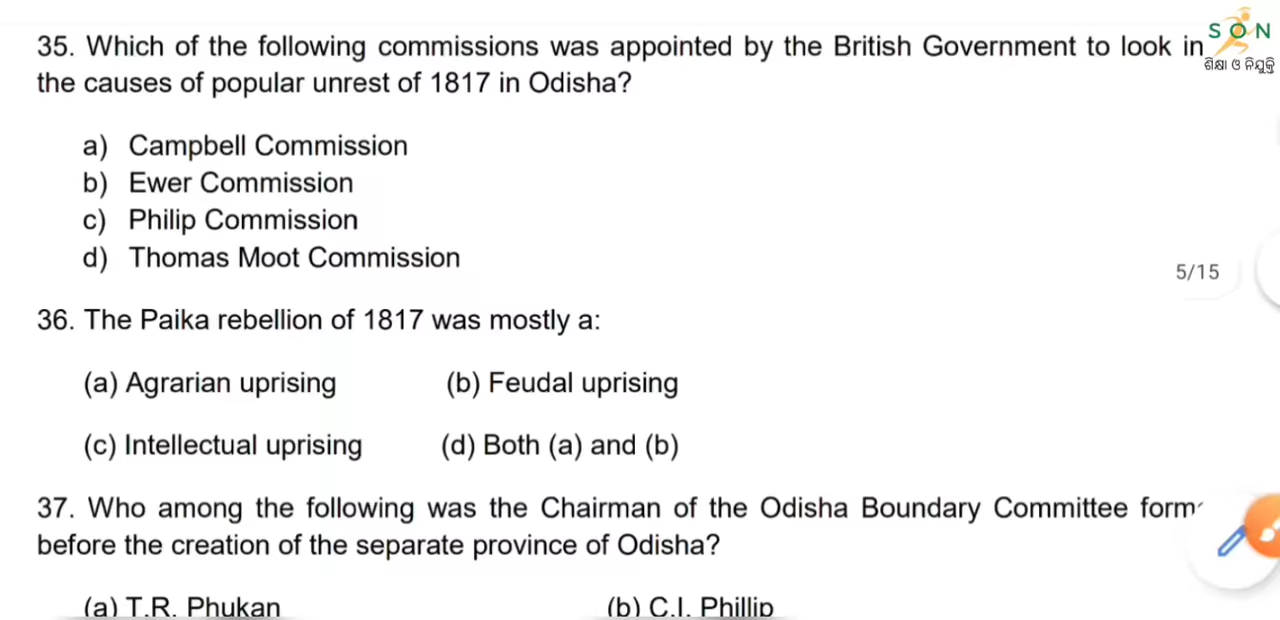 SON
ଶିକ୍ଷା ଓ ନିଯୁକ୍ତି
35. Which of the following commissions was appointed by the British Government to look in
the causes of popular unrest of 1817 in Odisha?
a) Campbell Commission
b) Ewer Commission
c) Philip Commission
d) Thomas Moot Commission
5/15
36. The Paika rebellion of 1817 was mostly a:
(a) Agrarian uprising (b) Feudal uprising
(c) Intellectual uprising (d) Both (a) and (b)
37. Who among the following was the Chairman of the Odisha Boundary Committee form
before the creation of the separate province of Odisha?
(a) T.R. Phukan (b) C.I. Phillip